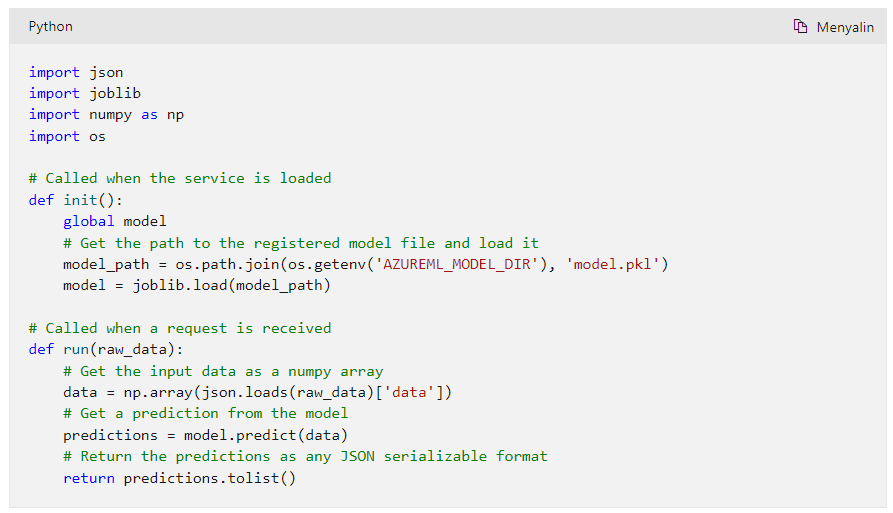 Python
Menyalin
import json
import joblib
import numpy as np
import os
# Called when the service is loaded
def init():
    global model
    # Get the path to the registered model file and load it
    model_path = os.path.join(os.getenv('AZUREML_MODEL_DIR'), 'model.pkl')
    model = joblib.load(model_path)
# Called when a request is received
def run(raw_data):
    # Get the input data as a numpy array
    data = np.array(json.loads(raw_data)['data'])
    # Get a prediction from the model
    predictions = model.predict(data)
    # Return the predictions as any JSON serializable format
    return predictions.tolist()